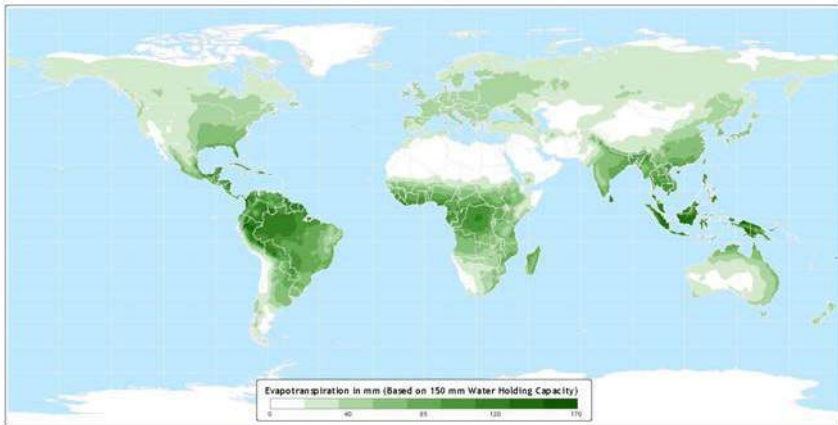 Evapotranspiration in mm (Based on 150 mm Water Holding Capacity)
0 40 85 120 170